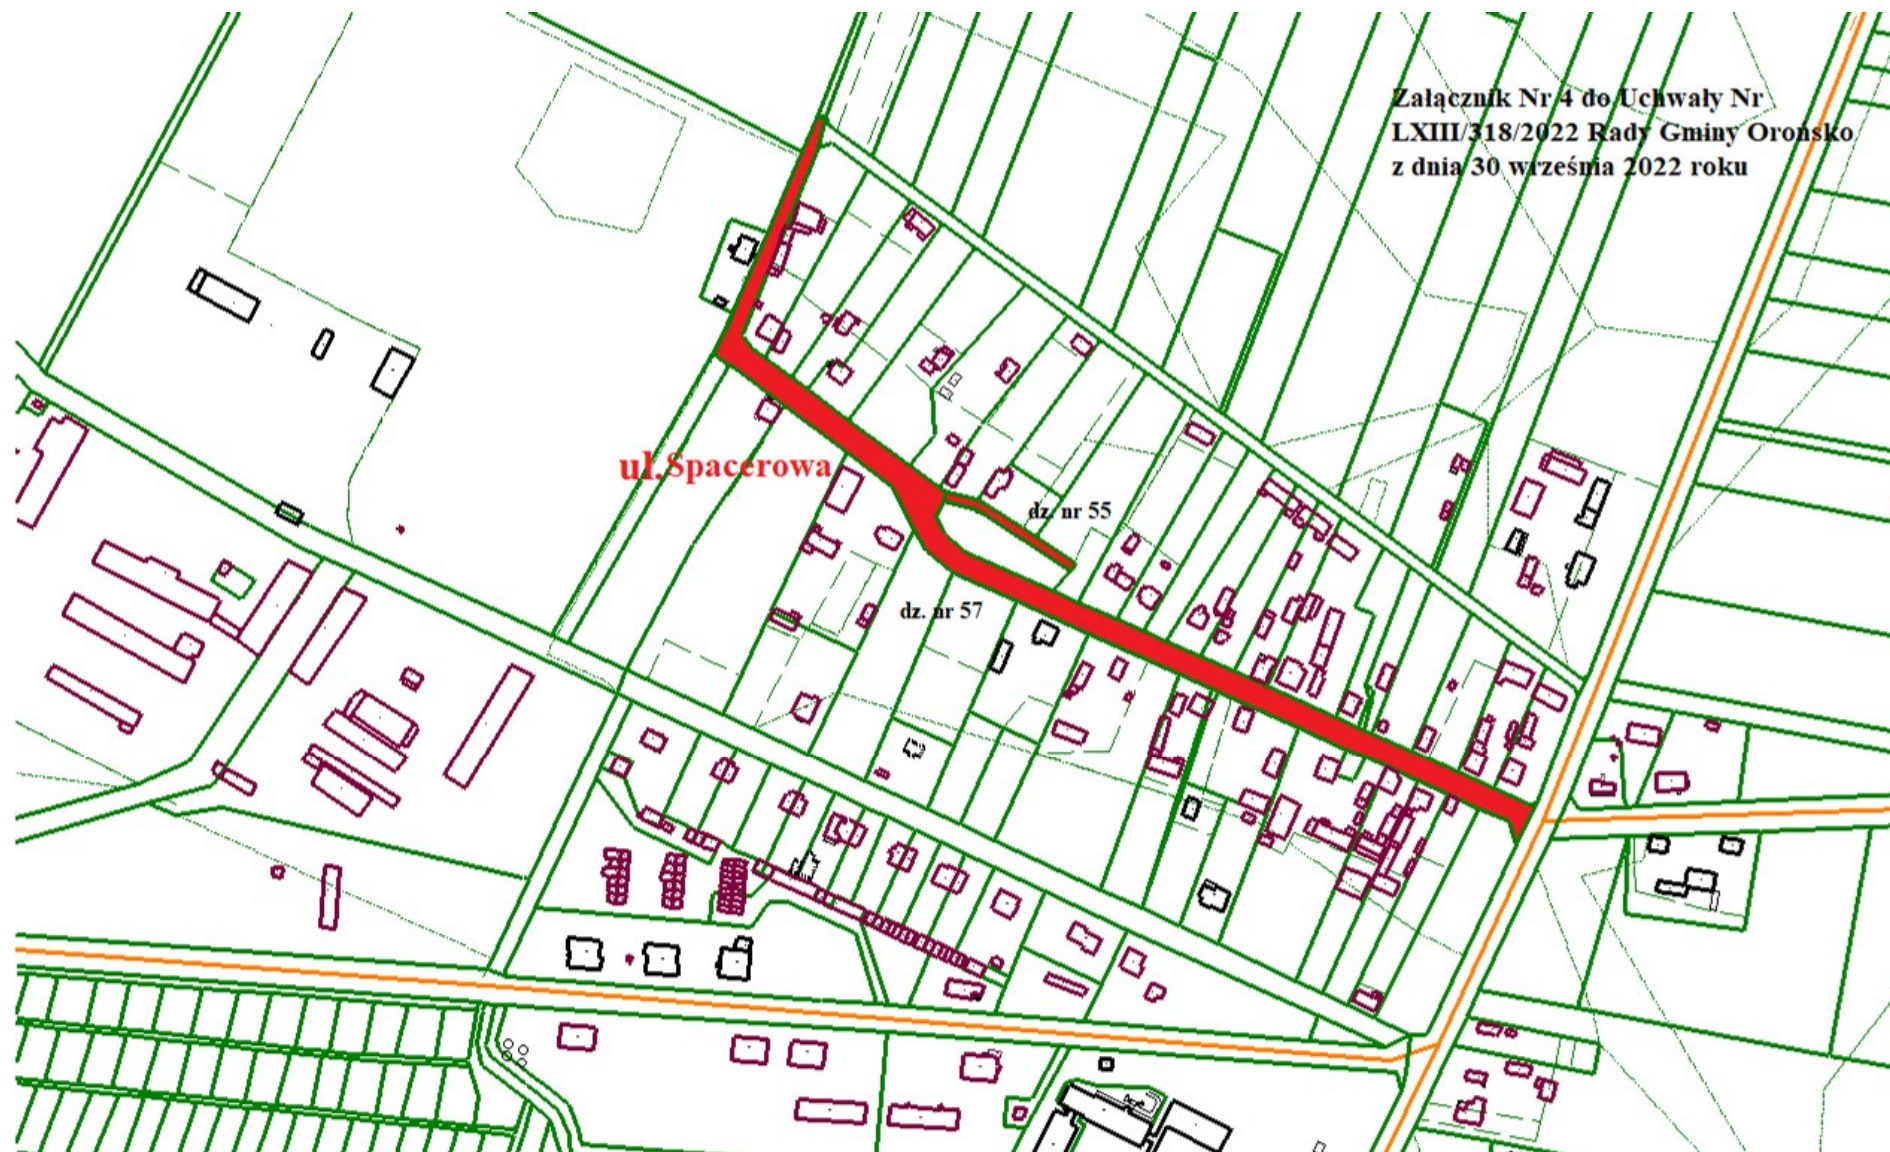 Załącznik Nr 4 do Uchwały Nr
LXIII/318/2022 Rady Gminy Orońsko
z dnia 30 września 2022 roku
ul.Spacerowa
dz. nr 55
dz. nr 57